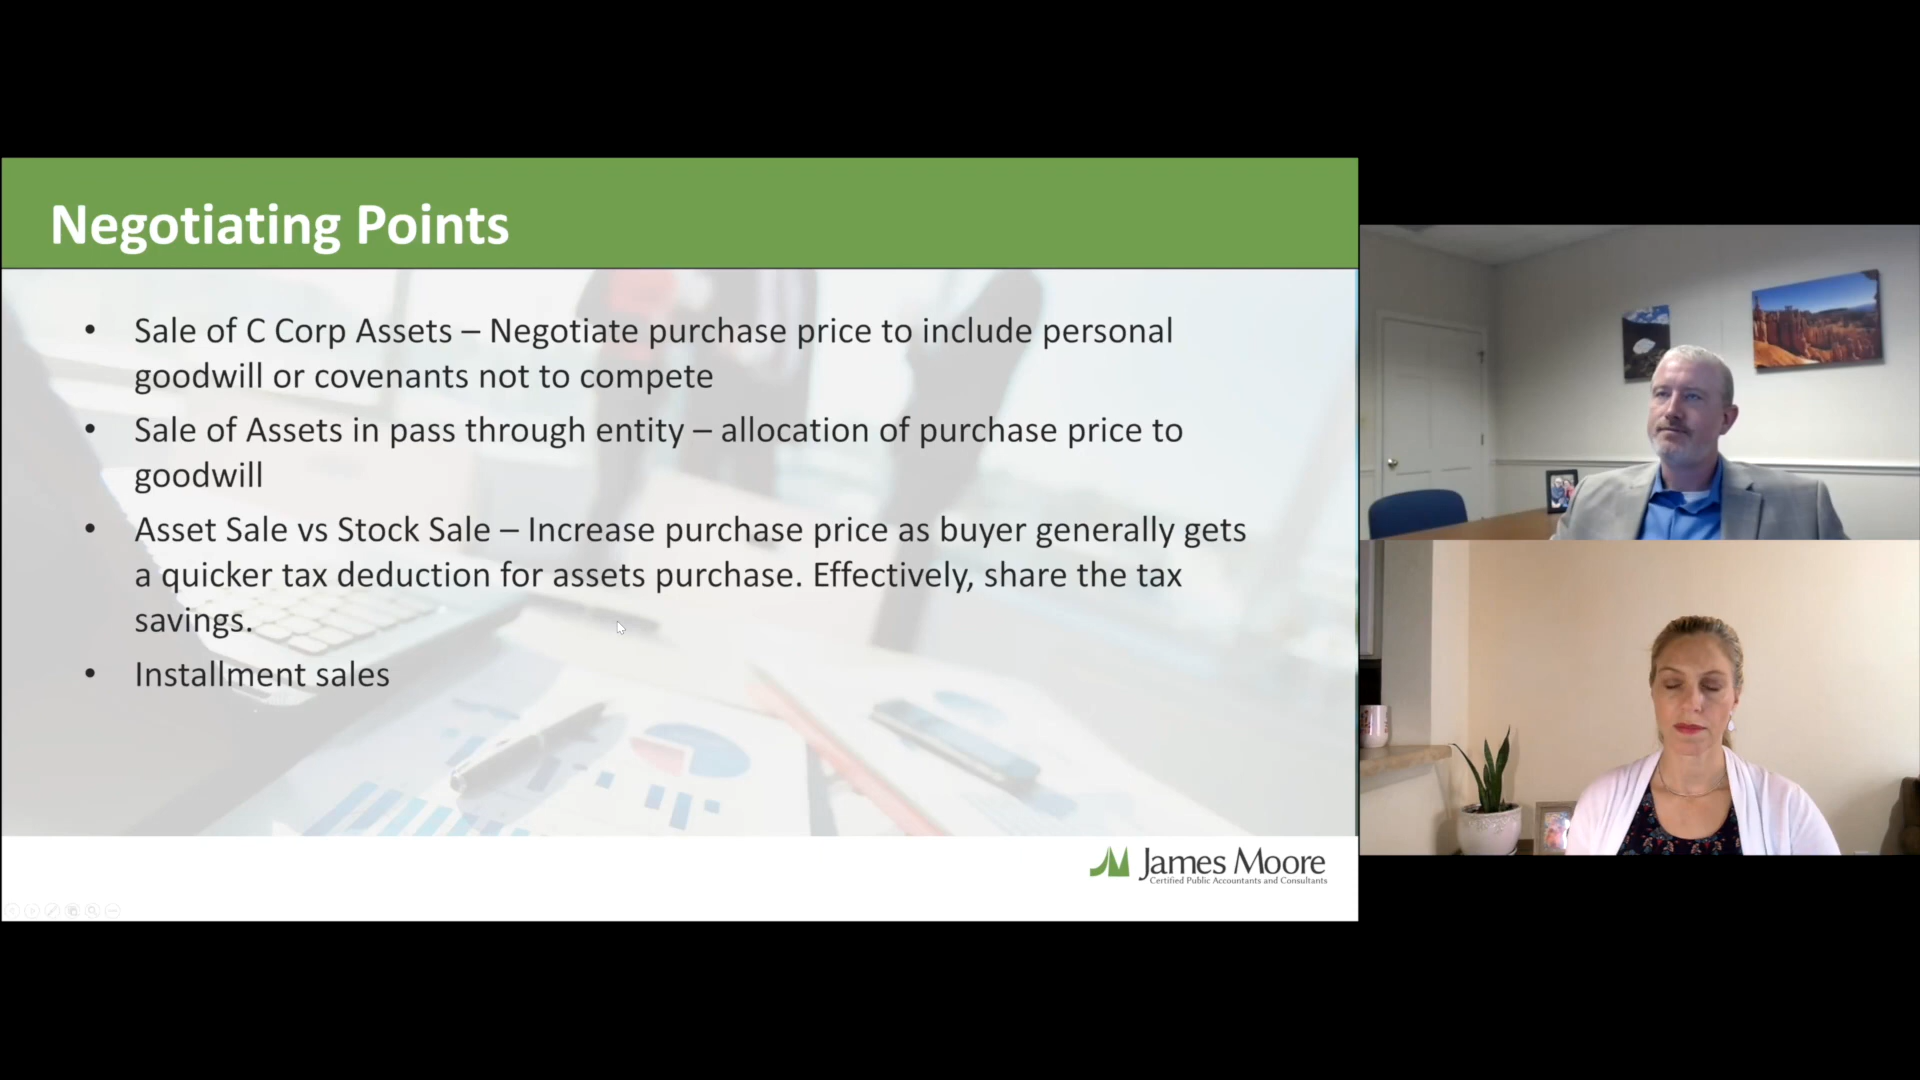 Negotiating Points
• Sale of C Corp Assets – Negotiate purchase price to include personal
goodwill or covenants not to compete
• Sale of Assets in pass through entity – allocation of purchase price to
goodwill
• Asset Sale vs Stock Sale – Increase purchase price as buyer generally gets
a quicker tax deduction for assets purchase. Effectively, share the tax
savings.
• Installment sales
James Moore
Certified Public Accountants and Consultants